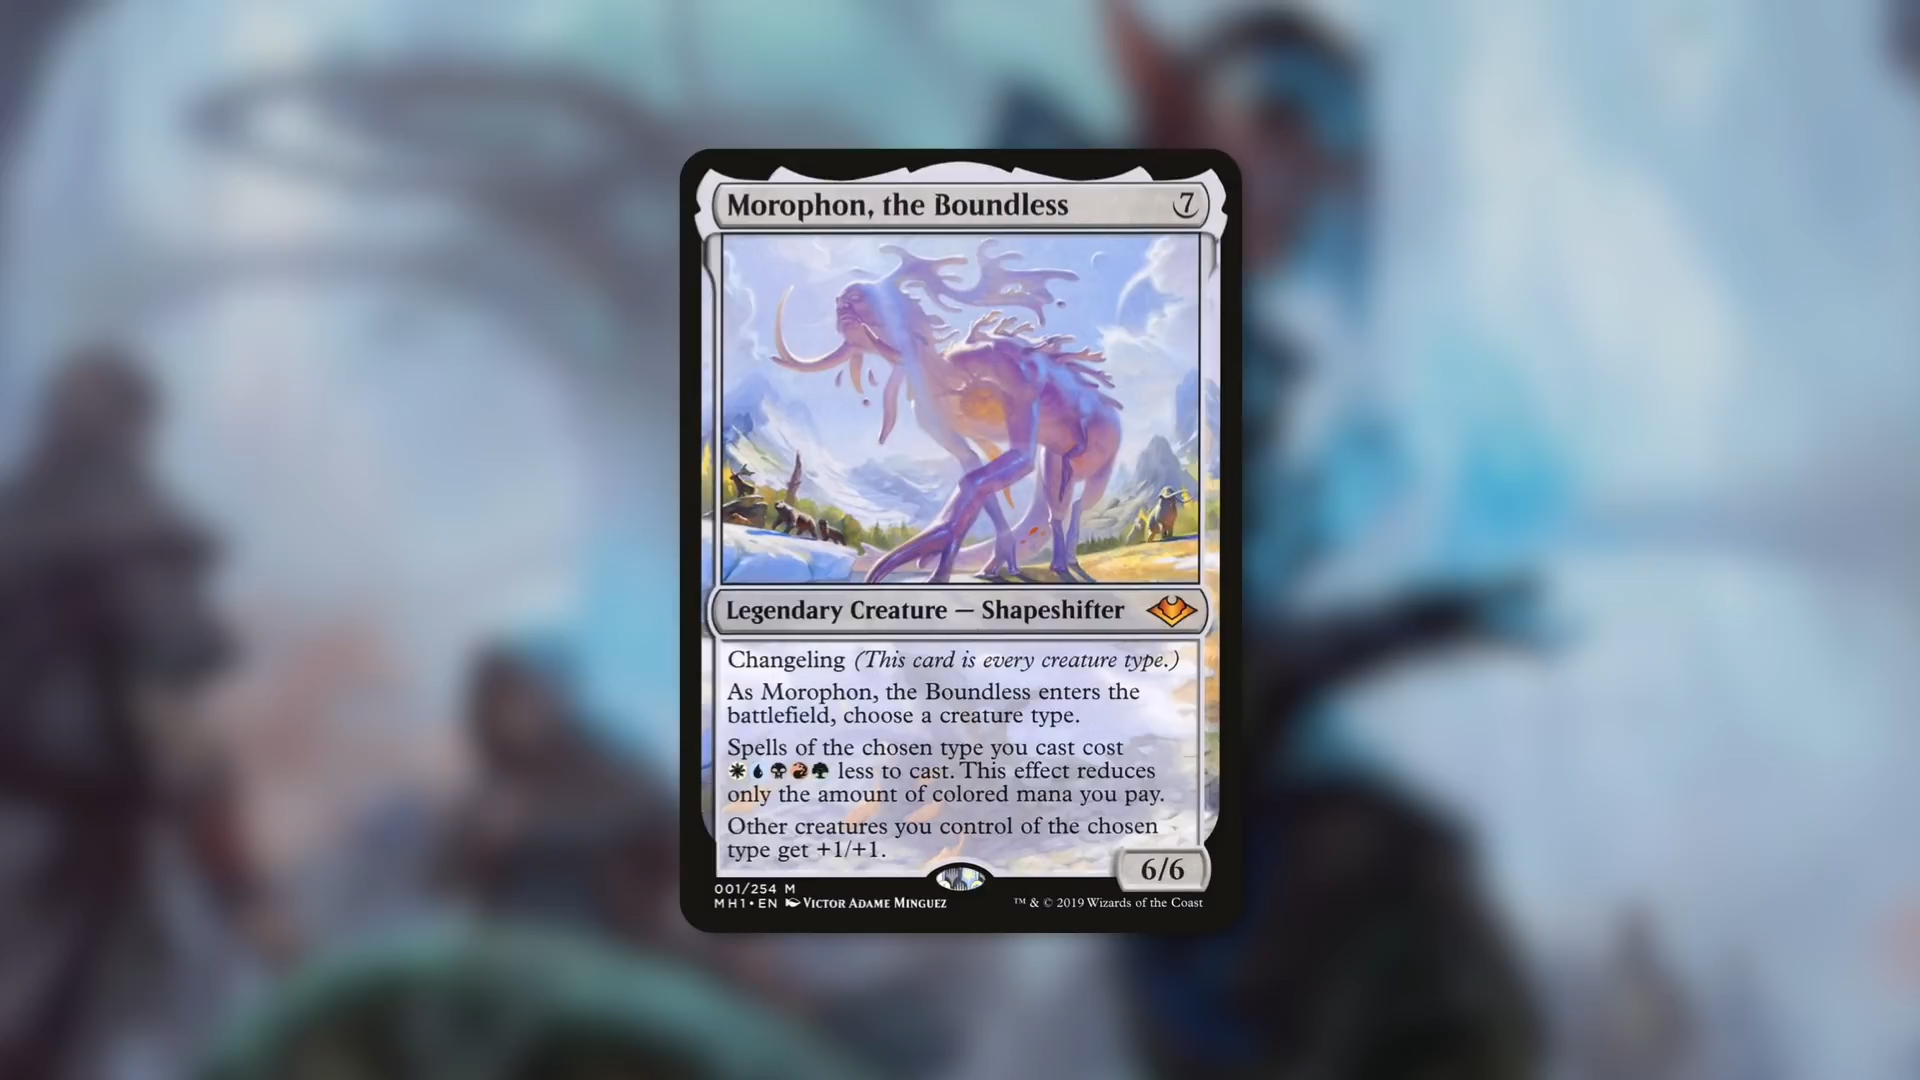 Morophon, the Boundless 7
Legendary Creature — Shapeshifter
Changeling (This card is every creature type.)
As Morophon, the Boundless enters the
battlefield, choose a creature type.
Spells of the chosen type you cast cost
less to cast. This effect reduces
only the amount of colored mana you pay.
Other creatures you control of the chosen
type get +1/+1.
6/6
001/254 M
MH1•EN Victor Adame Minguez
™ & © 2019 Wizards of the Coast